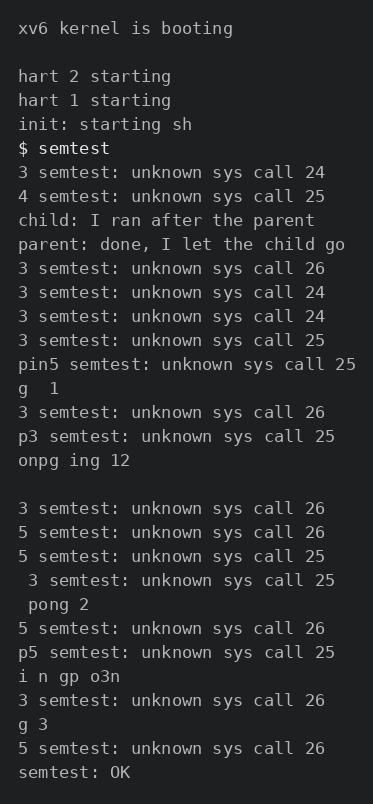 xv6 kernel is booting

hart 2 starting
hart 1 starting
init: starting sh
$ semtest
3 semtest: unknown sys call 24
4 semtest: unknown sys call 25
child: I ran after the parent
parent: done, I let the child go
3 semtest: unknown sys call 26
3 semtest: unknown sys call 24
3 semtest: unknown sys call 24
3 semtest: unknown sys call 25
pin5 semtest: unknown sys call 25
g  1
3 semtest: unknown sys call 26
p3 semtest: unknown sys call 25
onpg ing 12

3 semtest: unknown sys call 26
5 semtest: unknown sys call 26
5 semtest: unknown sys call 25
 3 semtest: unknown sys call 25
 pong 2
5 semtest: unknown sys call 26
p5 semtest: unknown sys call 25
i n gp o3n
3 semtest: unknown sys call 26
g 3
5 semtest: unknown sys call 26
semtest: OK